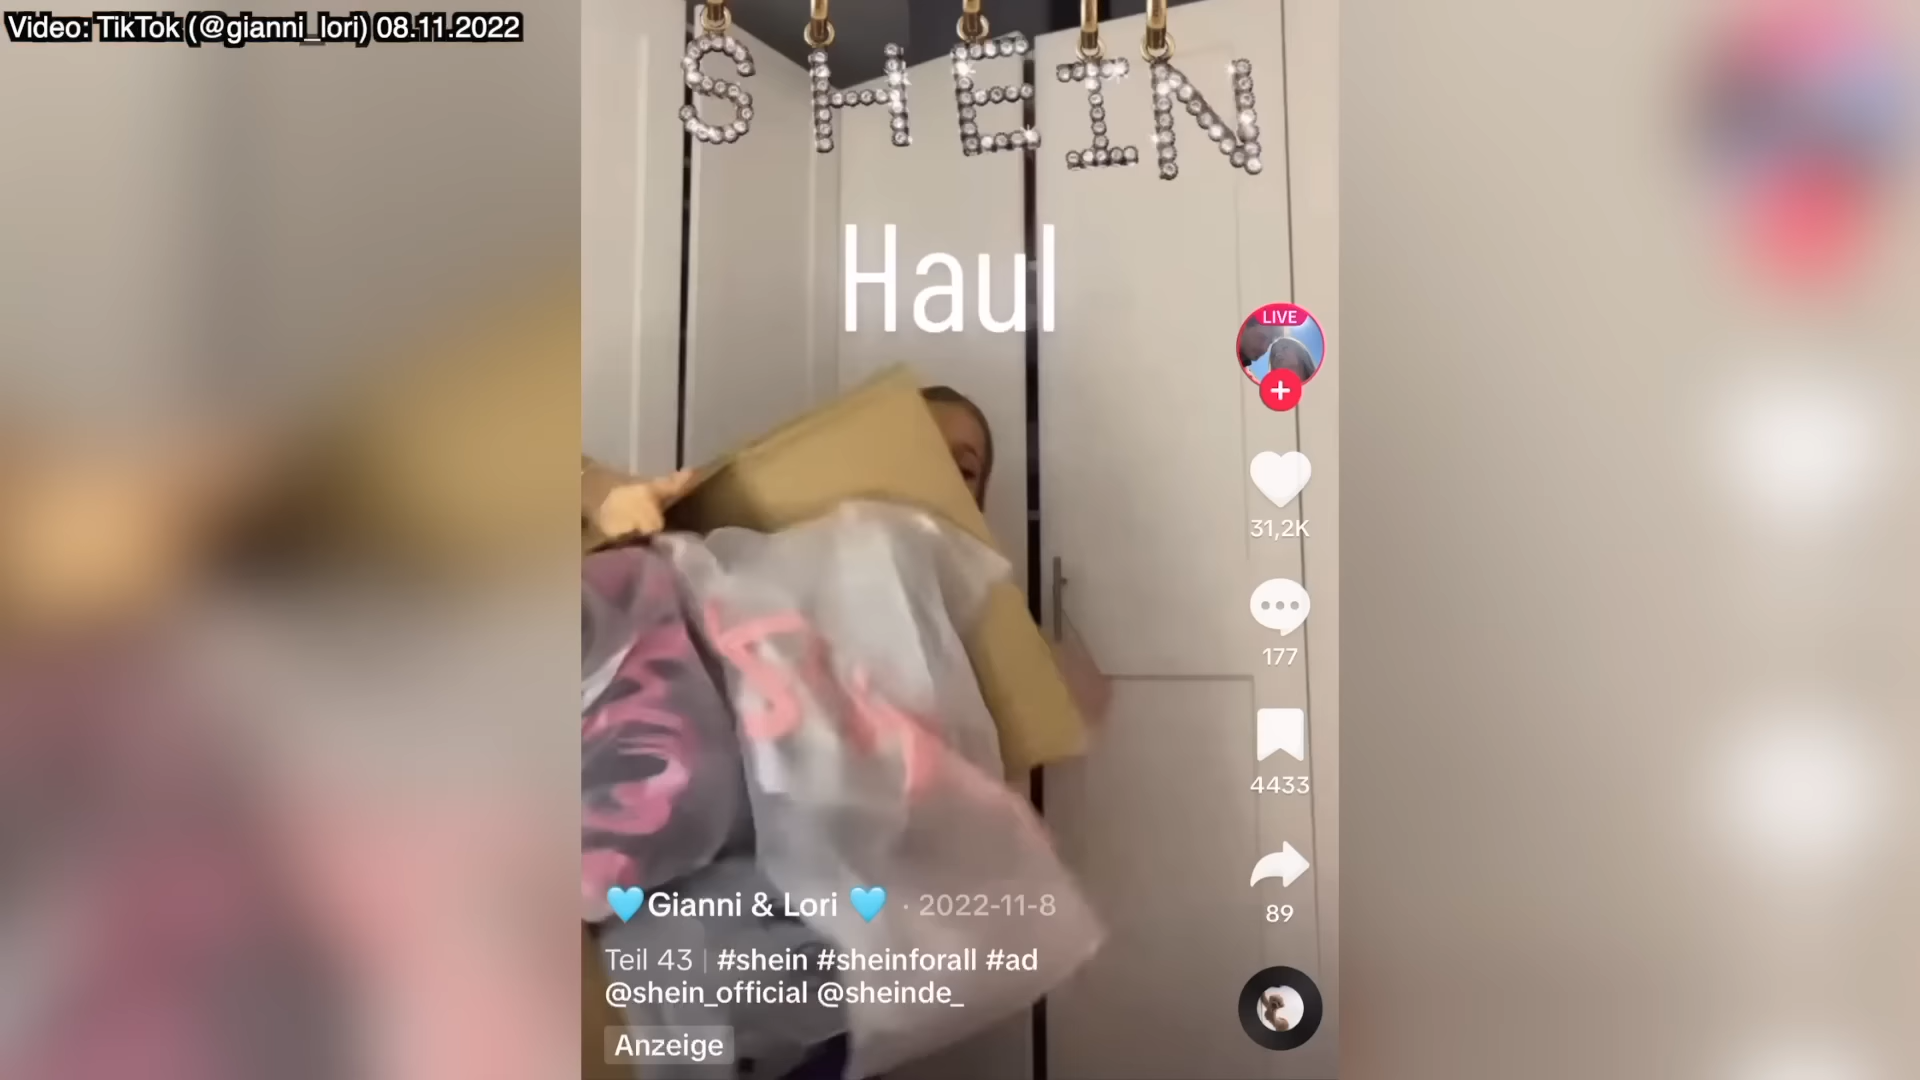 Video: TikTok (@gianni_lori) 08.11.2022
SHEIN
Haul
LIVE
31,2K
177
4433
89
🩵Gianni & Lori 🩵 · 2022-11-8
Teil 43 | #shein #sheinforall #ad
@shein_official @sheinde_
Anzeige